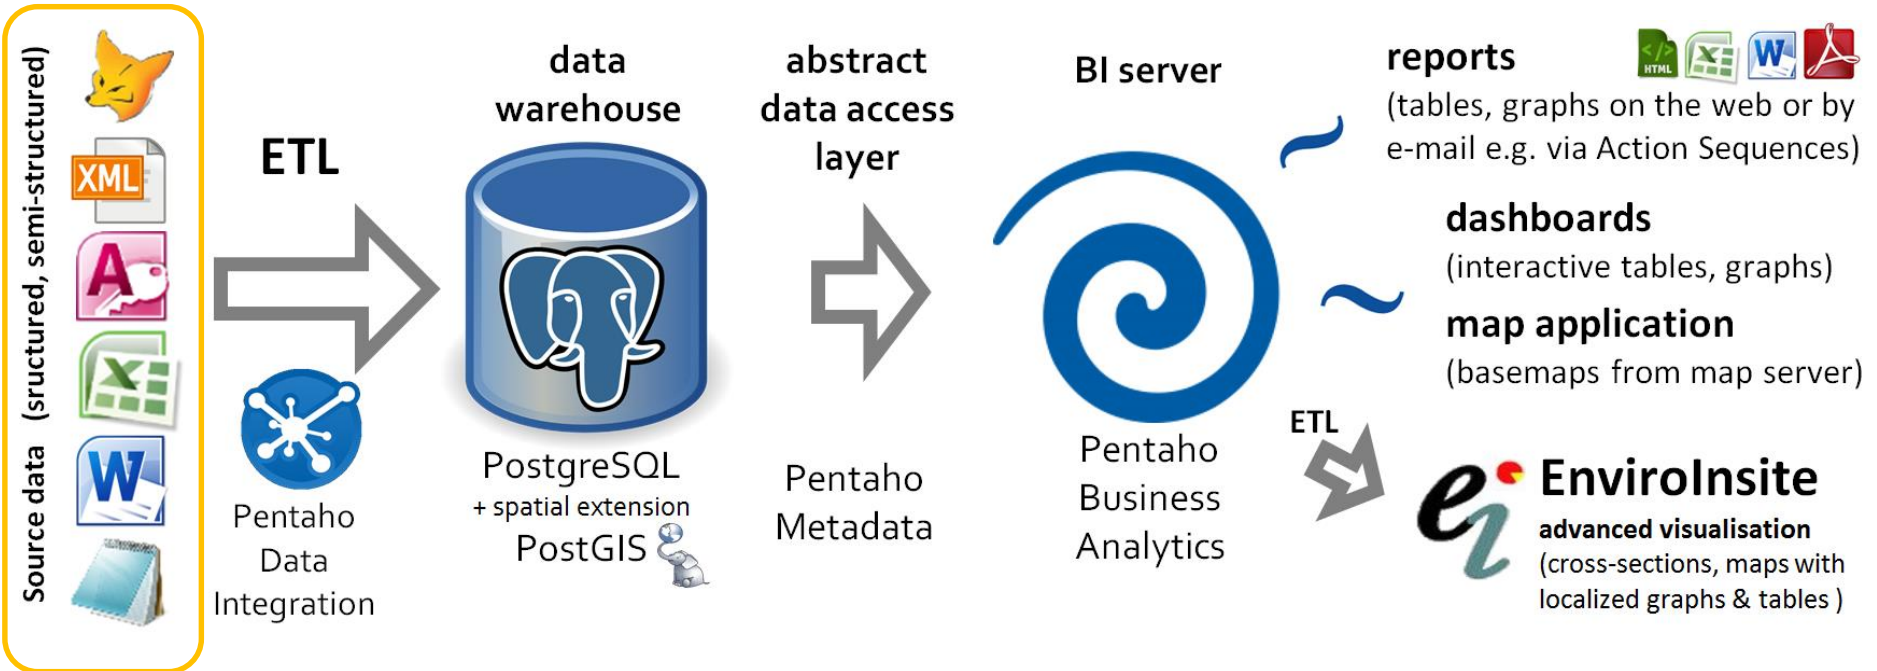 Source data (sructured, semi-structured)
XML
A
X
W
ETL
Pentaho
Data
Integration
data
warehouse
PostgreSQL
+ spatial extension
PostGIS
abstract
data access
layer
Pentaho
Metadata
BI server
Pentaho
Business
Analytics
reports
</>
HTML
X
W
(tables, graphs on the web or by
e-mail e.g. via Action Sequences)
dashboards
(interactive tables, graphs)
map application
(basemaps from map server)
ETL
ei
EnviroInsite
advanced visualisation
(cross-sections, maps with
localized graphs & tables )